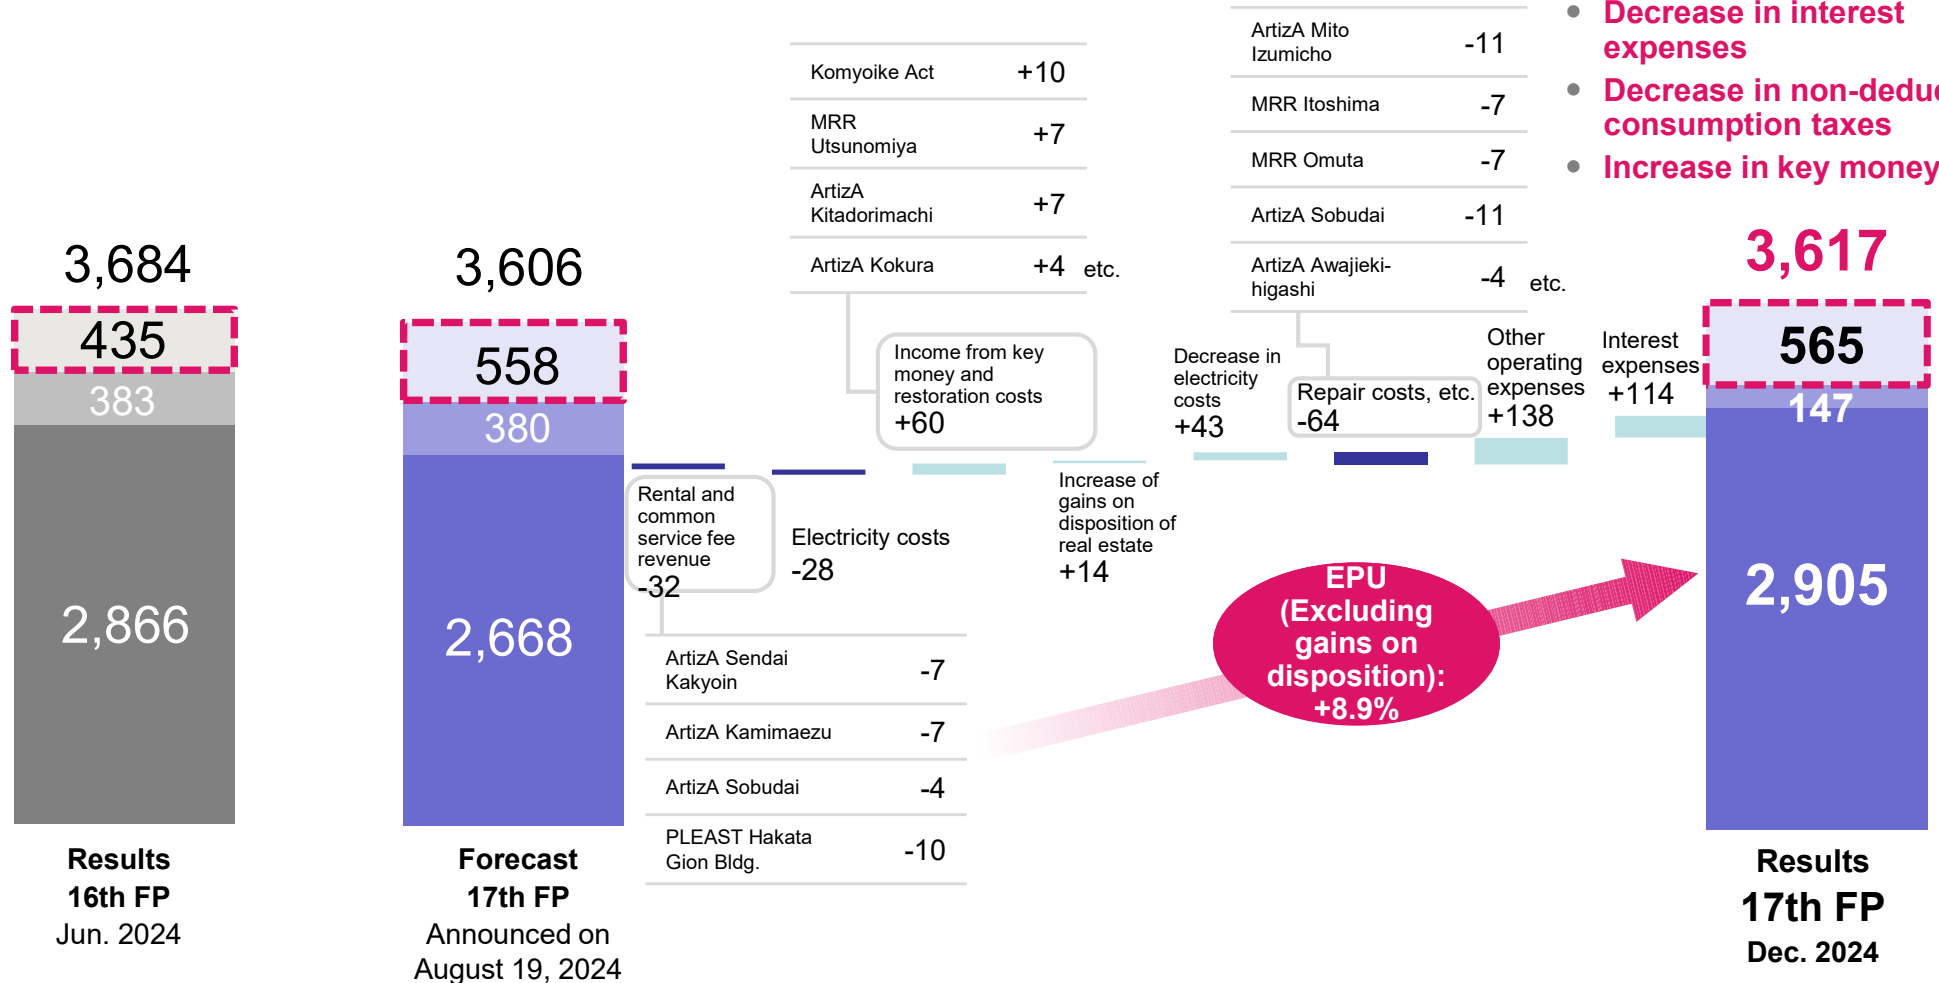 Decrease in interest
expenses
Decrease in non-deduc
consumption taxes
Increase in key money
Komyoike Act +10
MRR
Utsunomiya +7
ArtizA
Kitadorimachi +7
ArtizA Kokura +4 etc.
ArtizA Mito
Izumicho -11
MRR Itoshima -7
MRR Omuta -7
ArtizA Sobudai -11
ArtizA Awajieki-
higashi -4 etc.
3,684
435
383
2,866
Results
16th FP
Jun. 2024
3,606
558
380
2,668
Forecast
17th FP
Announced on
August 19, 2024
Rental and
common
service fee
revenue
-32
Electricity costs
-28
Income from key
money and
restoration costs
+60
Increase of
gains on
disposition of
real estate
+14
Decrease in
electricity
costs
+43
Repair costs, etc.
-64
Other
operating
expenses
+138
Interest
expenses
+114
ArtizA Sendai
Kakyoin -7
ArtizA Kamimaezu -7
ArtizA Sobudai -4
PLEAST Hakata
Gion Bldg. -10
EPU
(Excluding
gains on
disposition):
+8.9%
3,617
565
147
2,905
Results
17th FP
Dec. 2024